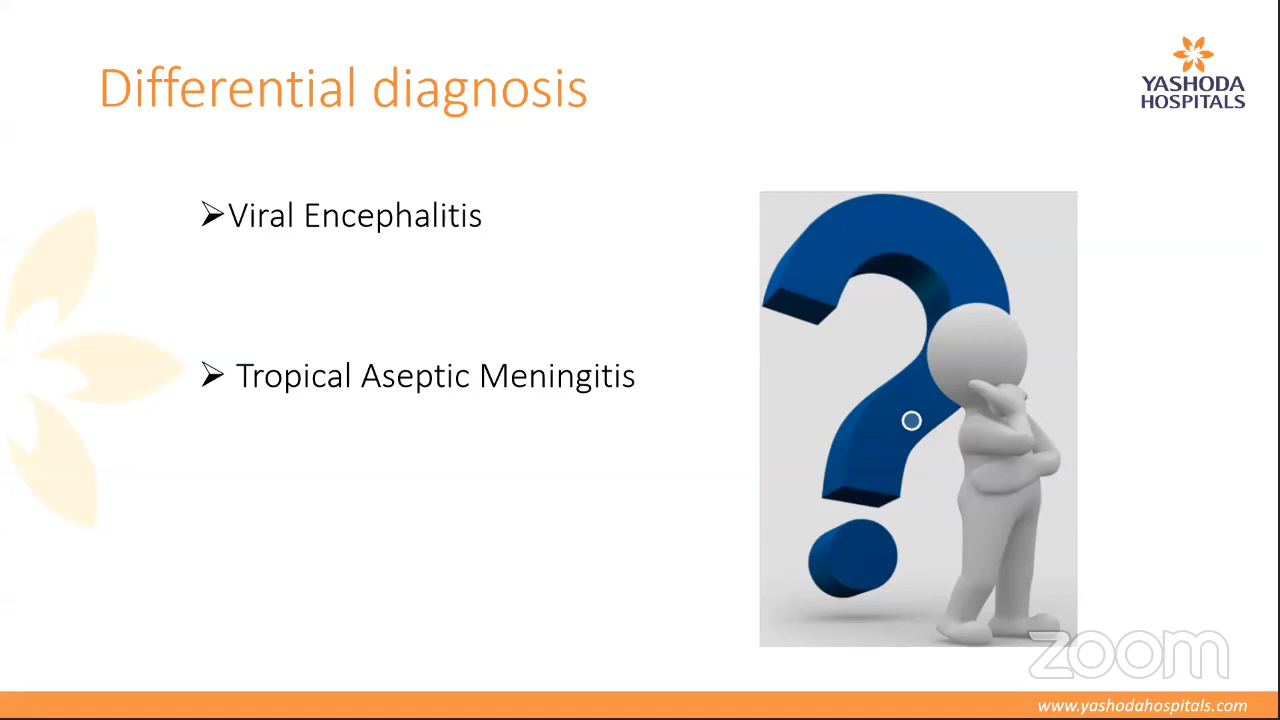 Differential diagnosis
YASHODA
HOSPITALS
➢Viral Encephalitis
➢ Tropical Aseptic Meningitis
zoom
www.yashodahospitals.com